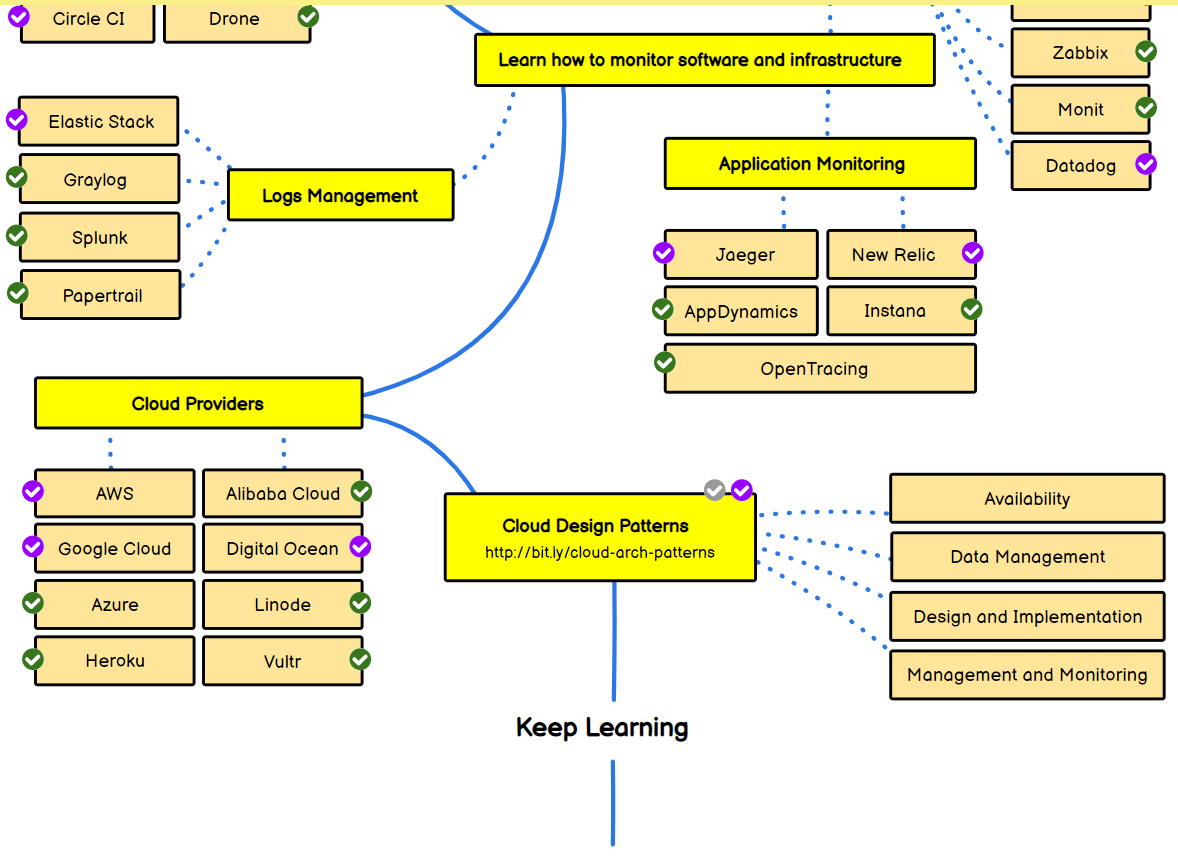 Circle CI
Drone
Learn how to monitor software and infrastructure
Zabbix
Monit
Datadog
Elastic Stack
Graylog
Splunk
Papertrail
Logs Management
Application Monitoring
Jaeger
New Relic
AppDynamics
Instana
OpenTracing
Cloud Providers
AWS
Alibaba Cloud
Google Cloud
Digital Ocean
Azure
Linode
Heroku
Vultr
Cloud Design Patterns
http://bit.ly/cloud-arch-patterns
Availability
Data Management
Design and Implementation
Management and Monitoring
Keep Learning